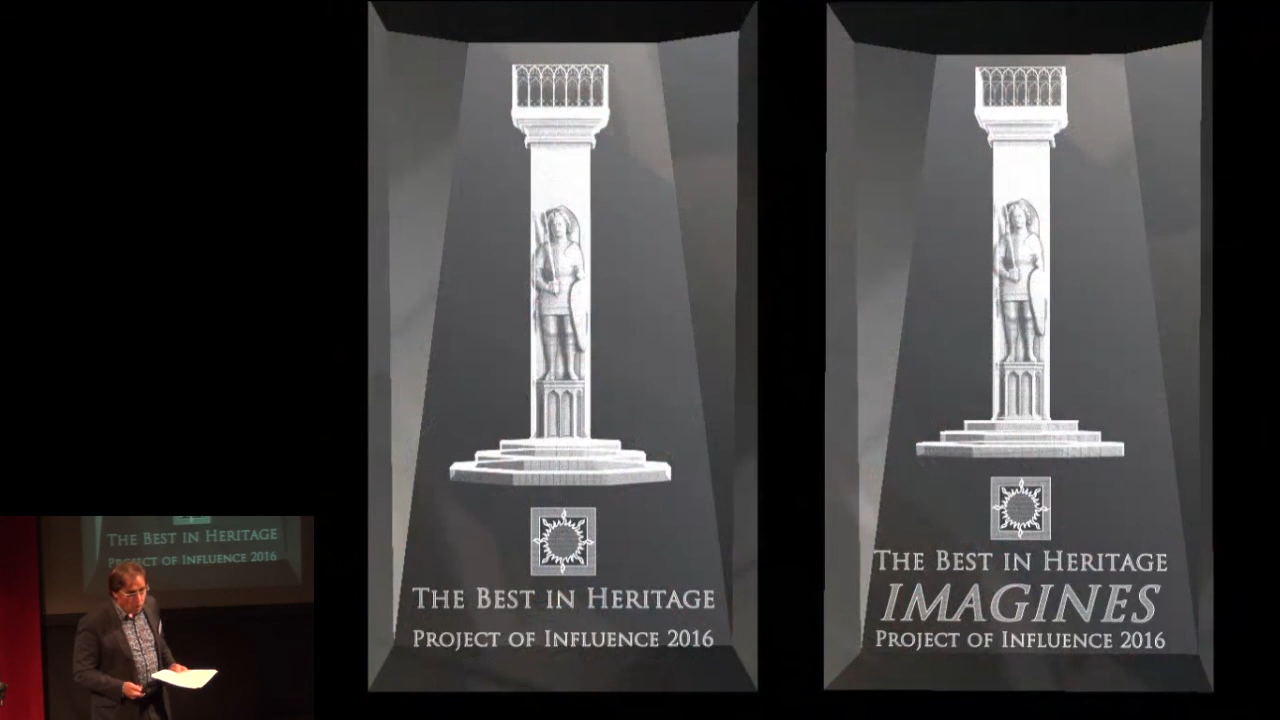 THE BEST IN HERITAGE
PROJECT OF INFLUENCE 2016
THE BEST IN HERITAGE
IMAGINES
PROJECT OF INFLUENCE 2016
THE BEST IN HERITAGE
PROJECT OF INFLUENCE 2016